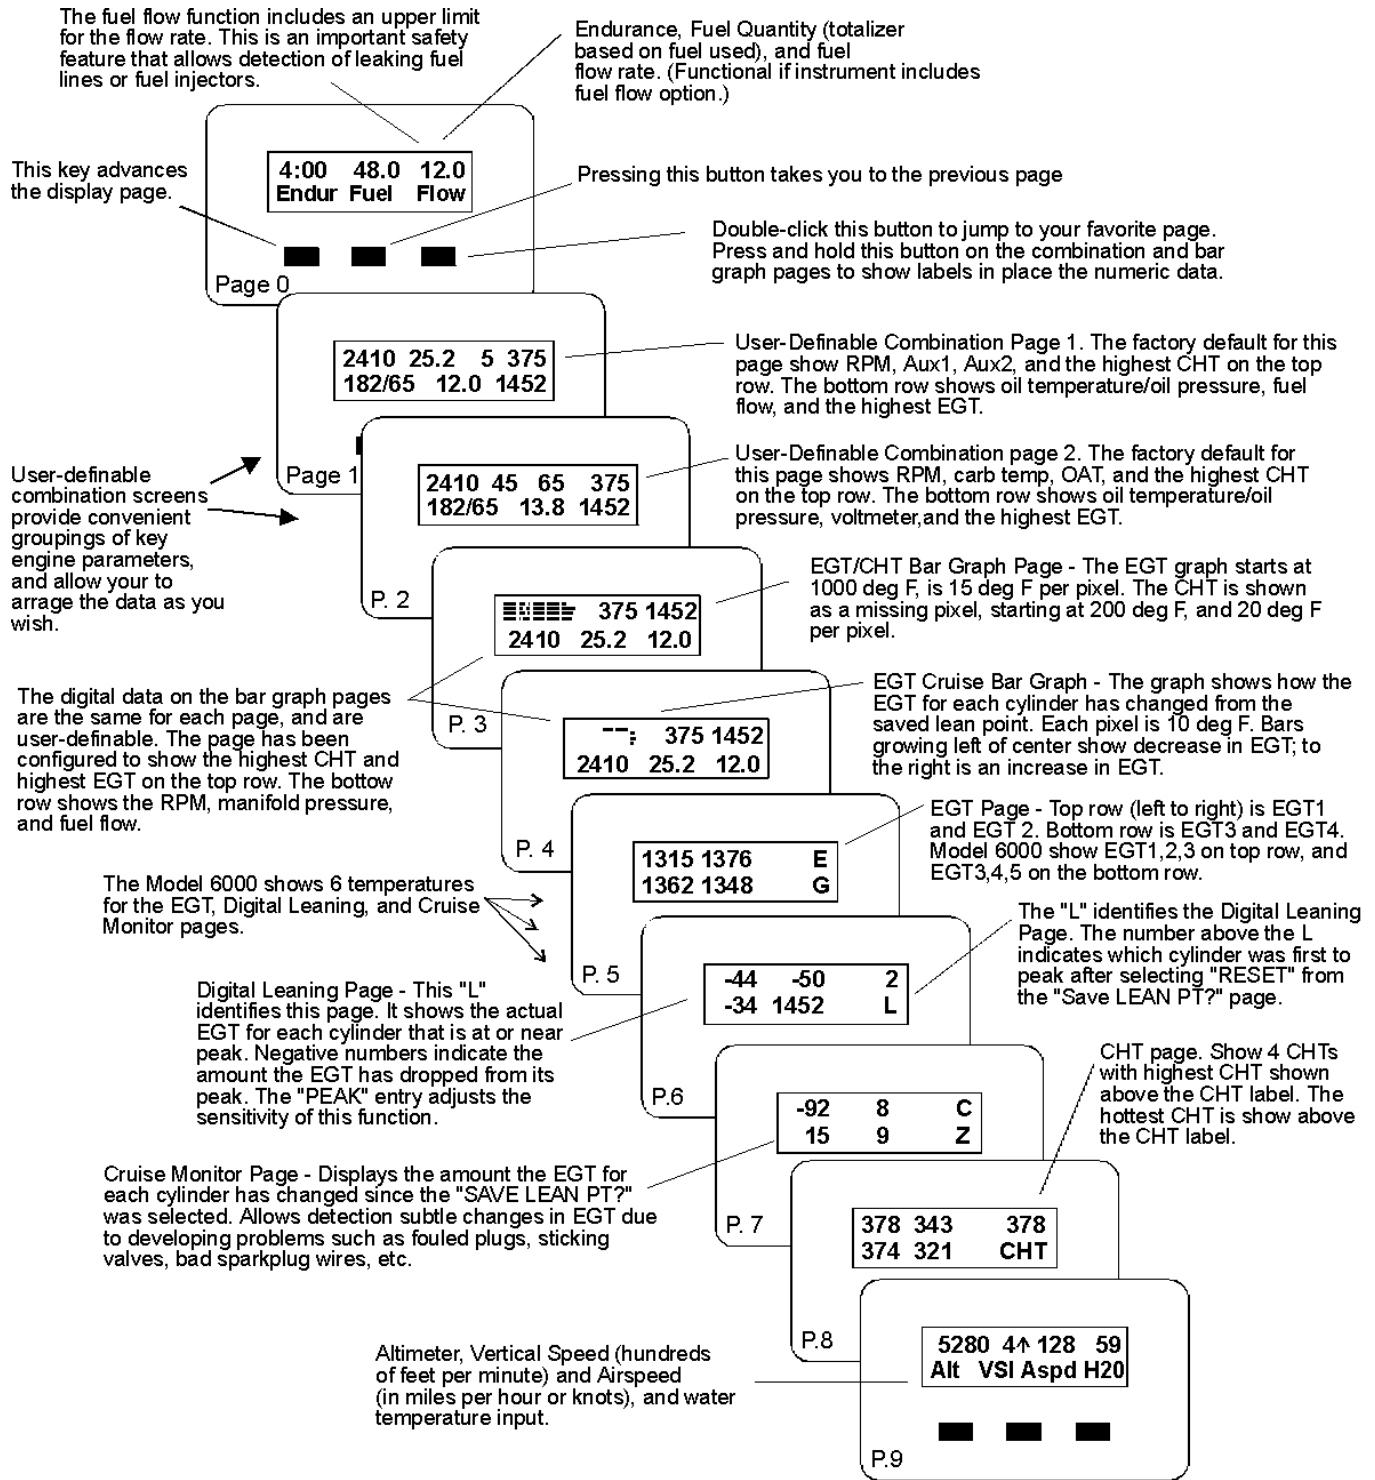 The fuel flow function includes an upper limit
for the flow rate. This is an important safety
feature that allows detection of leaking fuel
lines or fuel injectors.
Endurance, Fuel Quantity (totalizer
based on fuel used), and fuel
flow rate. (Functional if instrument includes
fuel flow option.)
This key advances
the display page.
4:00 48.0 12.0
Endur Fuel Flow
Pressing this button takes you to the previous page
Double-click this button to jump to your favorite page.
Press and hold this button on the combination and bar
graph pages to show labels in place the numeric data.
Page 0
2410 25.2 5 375
182/65 12.0 1452
User-Definable Combination Page 1. The factory default for this
page show RPM, Aux1, Aux2, and the highest CHT on the top
row. The bottom row shows oil temperature/oil pressure, fuel
flow, and the highest EGT.
Page 1
User-definable
combination screens
provide convenient
groupings of key
engine parameters,
and allow your to
arrage the data as you
wish.
2410 45 65 375
182/65 13.8 1452
User-Definable Combination page 2. The factory default for
this page shows RPM, carb temp, OAT, and the highest CHT
on the top row. The bottom row shows oil temperature/oil
pressure, voltmeter,and the highest EGT.
P. 2
375 1452
2410 25.2 12.0
EGT/CHT Bar Graph Page - The EGT graph starts at
1000 deg F, is 15 deg F per pixel. The CHT is shown
as a missing pixel, starting at 200 deg F, and 20 deg F
per pixel.
P. 3
The digital data on the bar graph pages
are the same for each page, and are
user-definable. The page has been
configured to show the highest CHT and
highest EGT on the top row. The bottow
row shows the RPM, manifold pressure,
and fuel flow.
375 1452
2410 25.2 12.0
EGT Cruise Bar Graph - The graph shows how the
EGT for each cylinder has changed from the
saved lean point. Each pixel is 10 deg F. Bars
growing left of center show decrease in EGT; to
the right is an increase in EGT.
P. 4
1315 1376 E
1362 1348 G
EGT Page - Top row (left to right) is EGT1
and EGT 2. Bottom row is EGT3 and EGT4.
Model 6000 show EGT1,2,3 on top row, and
EGT3,4,5 on the bottom row.
The Model 6000 shows 6 temperatures
for the EGT, Digital Leaning, and Cruise
Monitor pages.
P. 5
-44 -50 2
-34 1452 L
The "L" identifies the Digital Leaning
Page. The number above the L
indicates which cylinder was first to
peak after selecting "RESET" from
the "Save LEAN PT?" page.
Digital Leaning Page - This "L"
identifies this page. It shows the actual
EGT for each cylinder that is at or near
peak. Negative numbers indicate the
amount the EGT has dropped from its
peak. The "PEAK" entry adjusts the
sensitivity of this function.
P.6
-92 8 C
15 9 Z
CHT page. Show 4 CHTs
with highest CHT shown
above the CHT label. The
hottest CHT is show above
the CHT label.
Cruise Monitor Page - Displays the amount the EGT for
each cylinder has changed since the "SAVE LEAN PT?"
was selected. Allows detection subtle changes in EGT due
to developing problems such as fouled plugs, sticking
valves, bad sparkplug wires, etc.
P. 7
378 343 378
374 321 CHT
P.8
5280 4↑ 128 59
Alt VSI Aspd H20
Altimeter, Vertical Speed (hundreds
of feet per minute) and Airspeed
(in miles per hour or knots), and water
temperature input.
P.9